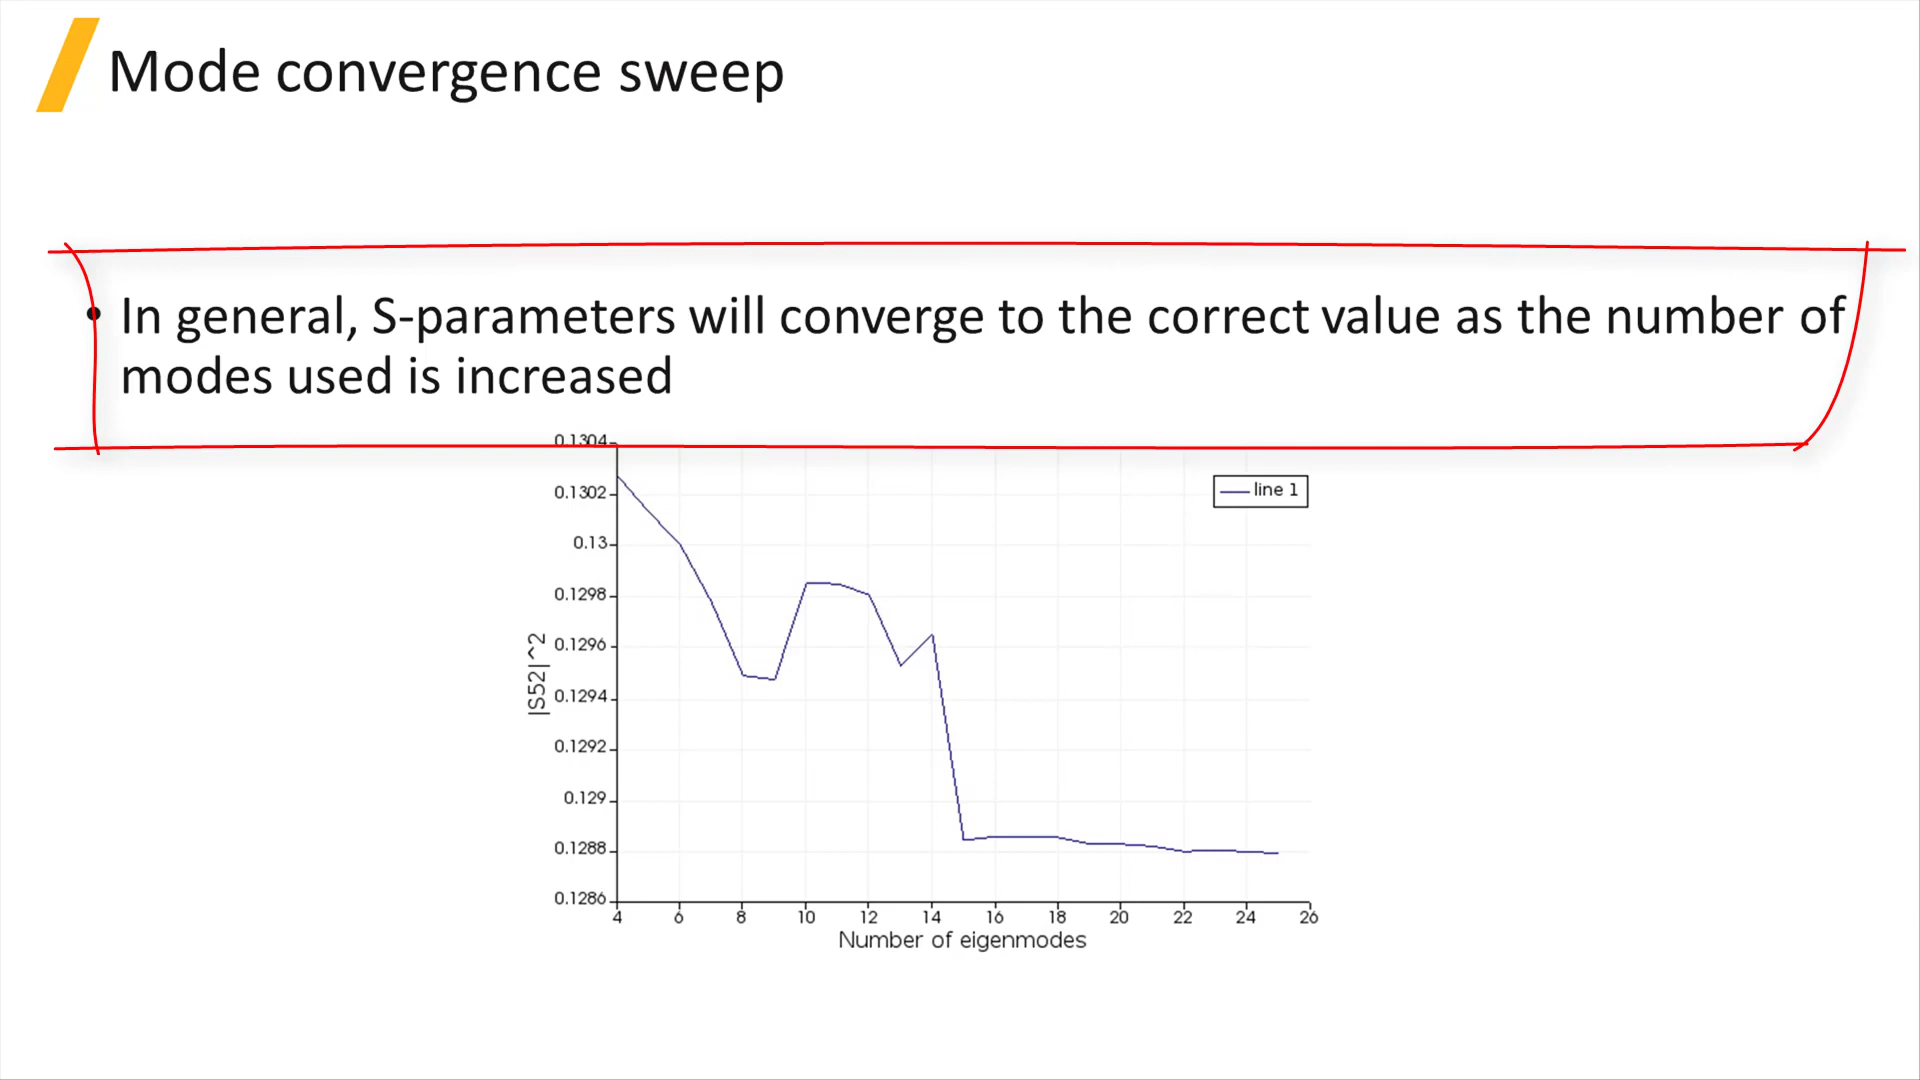 Mode convergence sweep
• In general, S-parameters will converge to the correct value as the number of
modes used is increased
0.1304
0.1302
0.13
0.1298
0.1296
0.1294
0.1292
0.129
0.1288
0.1286
|S52|^2
line 1
4 6 8 10 12 14 16 18 20 22 24 26
Number of eigenmodes